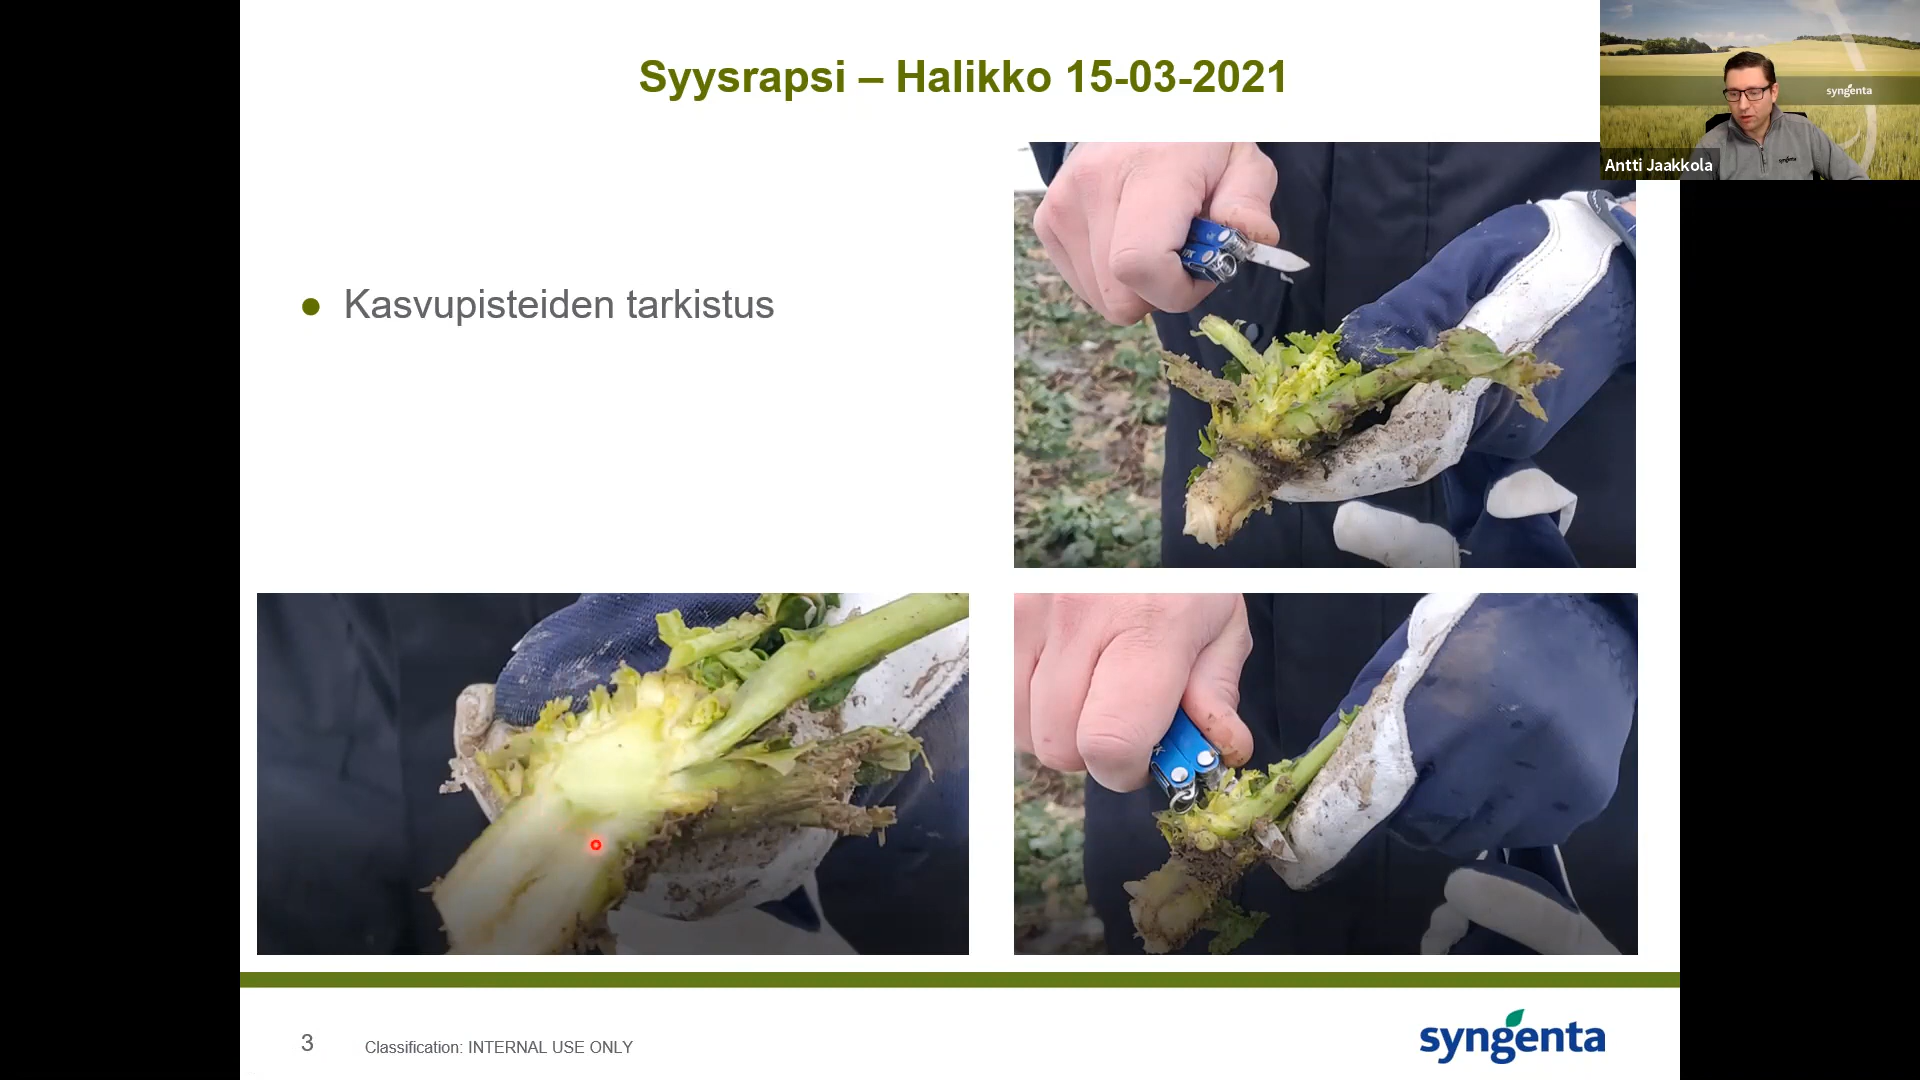 Syysrapsi – Halikko 15-03-2021
syngenta
Antti Jaakkola
Kasvupisteiden tarkistus
3
Classification: INTERNAL USE ONLY
syngenta